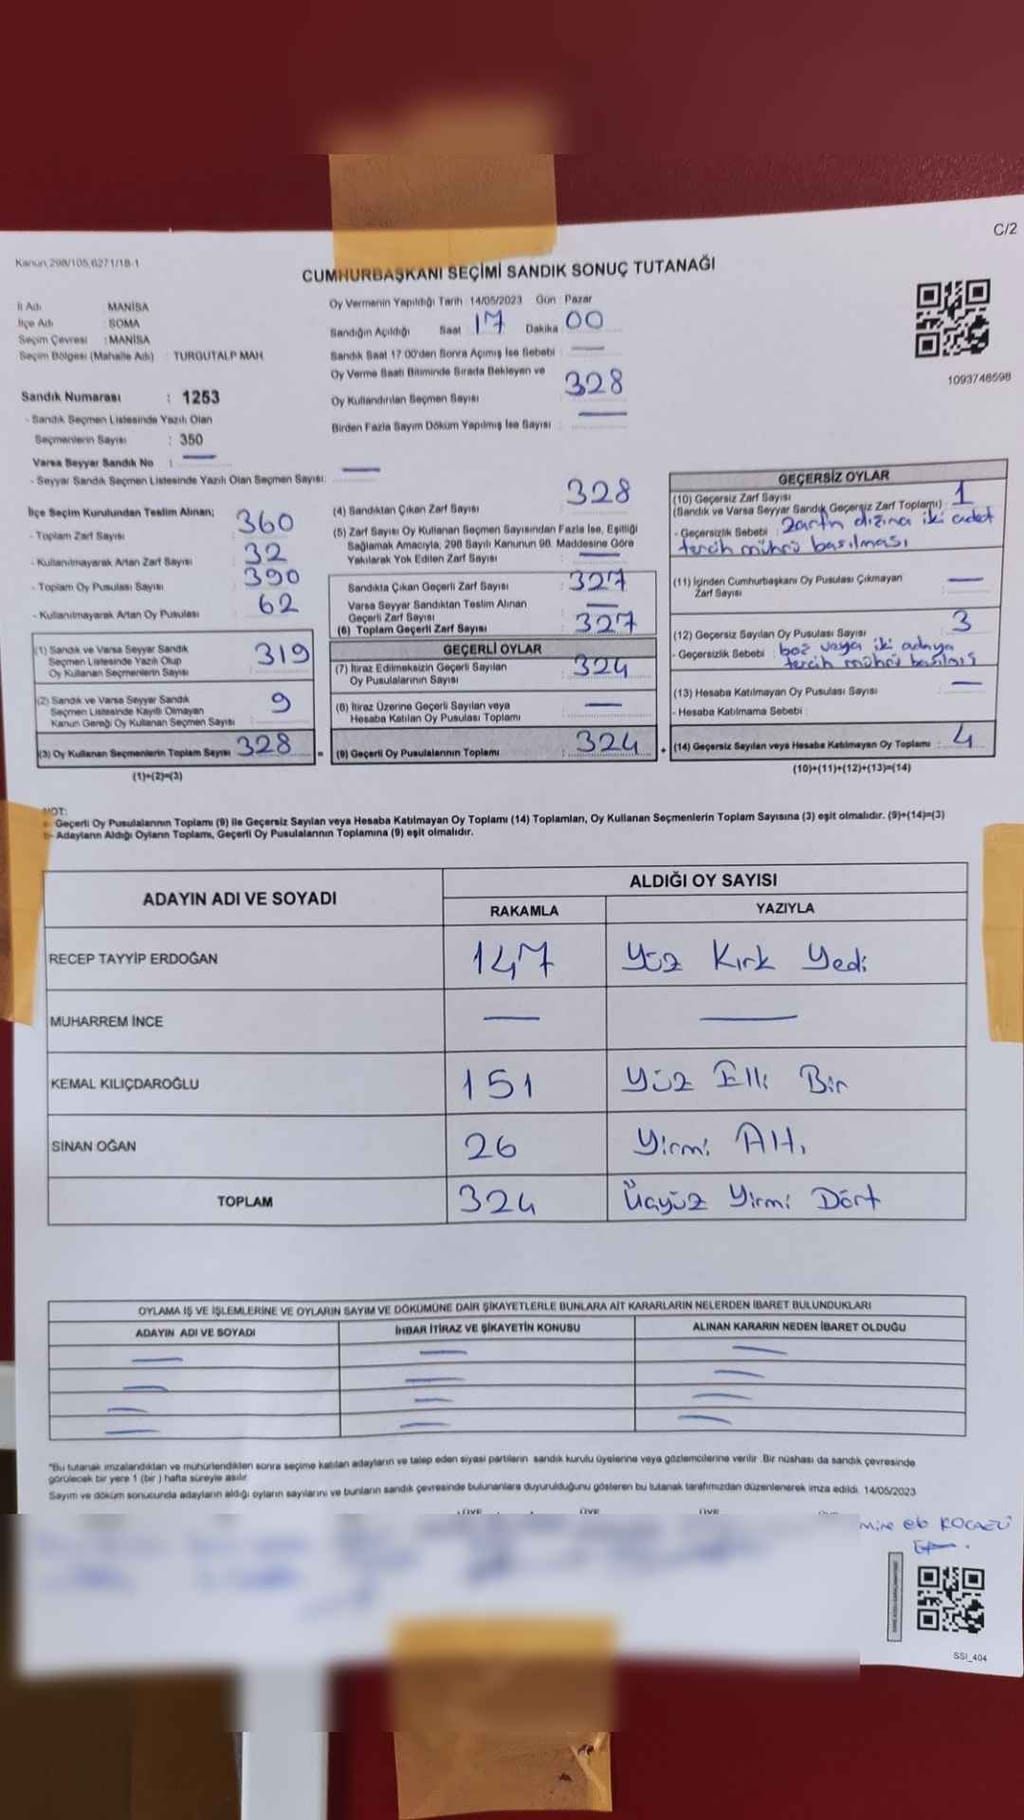 C/2
Kanun 298/105,6271/18-1
CUMHURBAŞKANI SEÇİMİ SANDIK SONUÇ TUTANAĞI
İl Adı : MANİSA
İlçe Adı : SOMA
Seçim Çevresi : MANİSA
Seçim Bölgesi (Mahalle Adı) : TURGUTALP MAH
Sandık Numarası : 1253
- Sandık Seçmen Listesinde Yazılı Olan
Seçmenlerin Sayısı : 350
Varsa Seyyar Sandık No : —
- Seyyar Sandık Seçmen Listesinde Yazılı Olan Seçmen Sayısı: —
Oy Vermenin Yapıldığı Tarih 14/05/2023 Gün : Pazar
Sandığın Açıldığı Saat 17 Dakika 00
Sandık Saat 17:00'den Sonra Açımış İse Sebebi : —
Oy Verme Saati Bitiminde Sırada Bekleyen ve
Oy Kullandırılan Seçmen Sayısı 328
Birden Fazla Sayım Döküm Yapılmış İse Sayısı : —
1093748598
İlçe Seçim Kurulundan Teslim Alınan;
- Toplam Zarf Sayısı 360
- Kullanılmayarak Artan Zarf Sayısı 32
- Toplam Oy Pusulası Sayısı 390
- Kullanılmayarak Artan Oy Pusulası 62
(1) Sandık ve Varsa Seyyar Sandık
Seçmen Listesinde Yazılı Olup
Oy Kullanan Seçmenlerin Sayısı 319
(2) Sandık ve Varsa Seyyar Sandık
Seçmen Listesinde Kayıtlı Olmayan
Kanun Gereği Oy Kullanan Seçmen Sayısı 9
(3) Oy Kullanan Seçmenlerin Toplam Sayısı 328 =
(1)+(2)=(3)
(4) Sandıktan Çıkan Zarf Sayısı 328
(5) Zarf Sayısı Oy Kullanan Seçmen Sayısından Fazla İse, Eşitliği
Sağlamak Amacıyla, 298 Sayılı Kanunun 98. Maddesine Göre
Yakılarak Yok Edilen Zarf Sayısı : —
Sandıkta Çıkan Geçerli Zarf Sayısı : 327
Varsa Seyyar Sandıktan Teslim Alınan
Geçerli Zarf Sayısı : —
(6) Toplam Geçerli Zarf Sayısı : 327
GEÇERLİ OYLAR
(7) İtiraz Edilmeksizin Geçerli Sayılan
Oy Pusulalarının Sayısı : 324
(8) İtiraz Üzerine Geçerli Sayılan veya
Hesaba Katılan Oy Pusulası Toplamı : —
(9) Geçerli Oy Pusulalarının Toplamı : 324 +
GEÇERSİZ OYLAR
(10) Geçersiz Zarf Sayısı
(Sandık ve Varsa Seyyar Sandık Geçersiz Zarf Toplamı) : 1
- Geçersizlik Sebebi : Zarfın dışına iki adet
tercih mührü basılması
(11) İçinden Cumhurbaşkanı Oy Pusulası Çıkmayan
Zarf Sayısı : —
(12) Geçersiz Sayılan Oy Pusulası Sayısı : 3
- Geçersizlik Sebebi : boş veya iki adaya
tercih mührü basılmış
(13) Hesaba Katılmayan Oy Pusulası Sayısı : —
- Hesaba Katılmama Sebebi :
(14) Geçersiz Sayılan veya Hesaba Katılmayan Oy Toplamı : 4
(10)+(11)+(12)+(13)=(14)
NOT:
a- Geçerli Oy Pusulalarının Toplamı (9) ile Geçersiz Sayılan veya Hesaba Katılmayan Oy Toplamı (14) Toplamları, Oy Kullanan Seçmenlerin Toplam Sayısına (3) eşit olmalıdır. (9)+(14)=(3)
b- Adayların Aldığı Oyların Toplamı, Geçerli Oy Pusulalarının Toplamına (9) eşit olmalıdır.
ADAYIN ADI VE SOYADI
ALDIĞI OY SAYISI
RAKAMLA YAZIYLA
RECEP TAYYİP ERDOĞAN 147 Yüz Kırk Yedi
MUHARREM İNCE — —
KEMAL KILIÇDAROĞLU 151 Yüz Elli Bir
SİNAN OĞAN 26 Yirmi Altı
TOPLAM 324 Üçyüz Yirmi Dört
OYLAMA İŞ VE İŞLEMLERİNE VE OYLARIN SAYIM VE DÖKÜMÜNE DAİR ŞİKAYETLERLE BUNLARA AİT KARARLARIN NELERDEN İBARET BULUNDUKLARI
ADAYIN ADI VE SOYADI İHBAR İTİRAZ VE ŞİKAYETİN KONUSU ALINAN KARARIN NEDEN İBARET OLDUĞU
"Bu tutanak imzalandıktan ve mühürlendikten sonra seçime katılan adayların ve talep eden siyasi partilerin sandık kurulu üyelerine veya gözlemcilerine verilir .Bir nüshası da sandık çevresinde
görülecek bir yere 1 (bir ) hafta süreyle asılır.
Sayım ve döküm sonucunda adayların aldığı oyların sayılarını ve bunların sandık çevresinde bulunanlara duyurulduğunu gösteren bu tutanak tarafımızdan düzenlenerek imza edildi. 14/05/2023
ÜYE ÜYE ÜYE
SSI_404